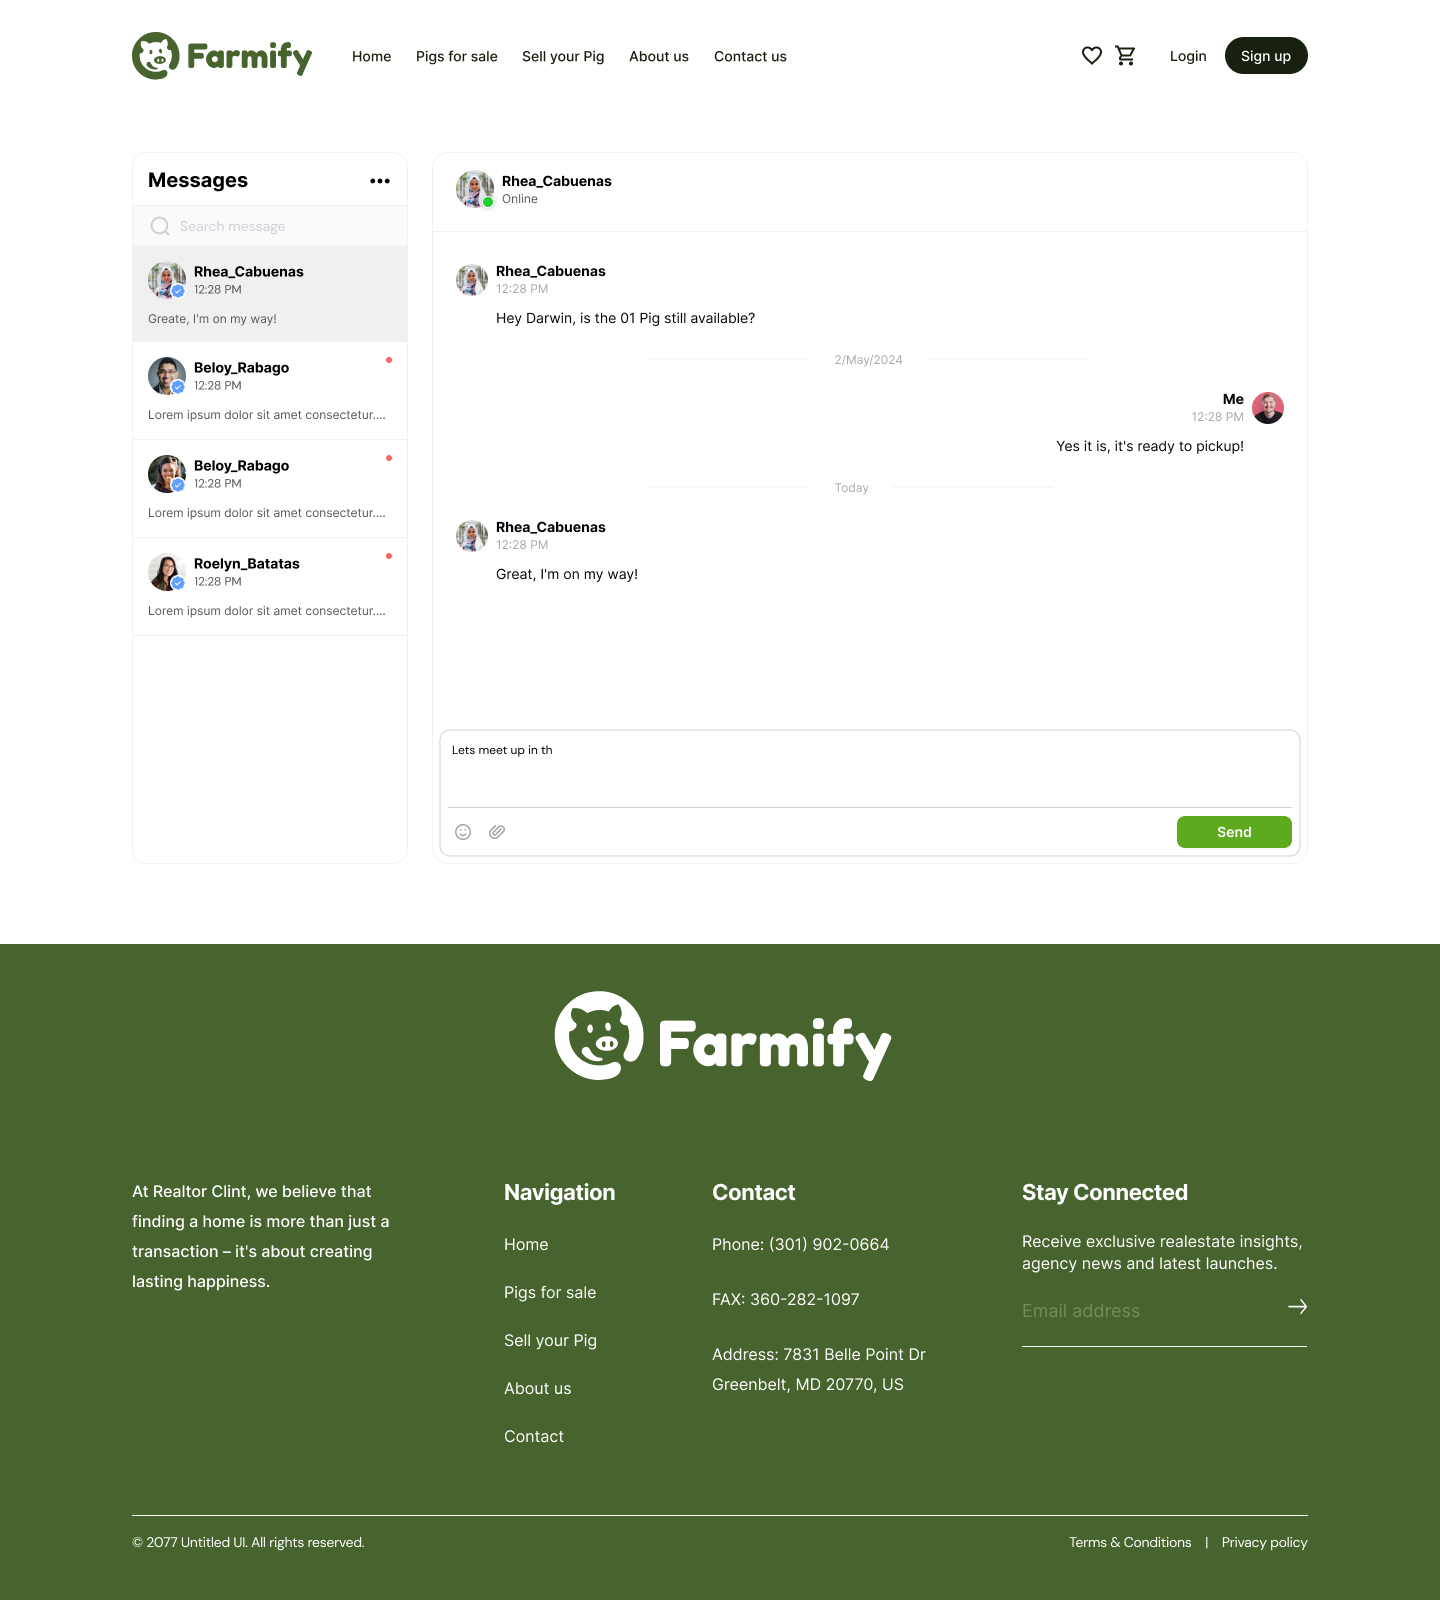 Farmify
Home
Pigs for sale
Sell your Pig
About us
Contact us
Login
Sign up
Messages
Search message
Rhea_Cabuenas
12:28 PM
Greate, I'm on my way!
Beloy_Rabago
12:28 PM
Lorem ipsum dolor sit amet consectetur....
Beloy_Rabago
12:28 PM
Lorem ipsum dolor sit amet consectetur....
Roelyn_Batatas
12:28 PM
Lorem ipsum dolor sit amet consectetur....
Rhea_Cabuenas
Online
Rhea_Cabuenas
12:28 PM
Hey Darwin, is the 01 Pig still available?
2/May/2024
Me
12:28 PM
Yes it is, it's ready to pickup!
Today
Rhea_Cabuenas
12:28 PM
Great, I'm on my way!
Lets meet up in th
Send
Farmify
At Realtor Clint, we believe that
finding a home is more than just a
transaction – it's about creating
lasting happiness.
Navigation
Home
Pigs for sale
Sell your Pig
About us
Contact
Contact
Phone: (301) 902-0664
FAX: 360-282-1097
Address: 7831 Belle Point Dr
Greenbelt, MD 20770, US
Stay Connected
Receive exclusive realestate insights,
agency news and latest launches.
Email address
© 2077 Untitled UI. All rights reserved.
Terms & Conditions | Privacy policy